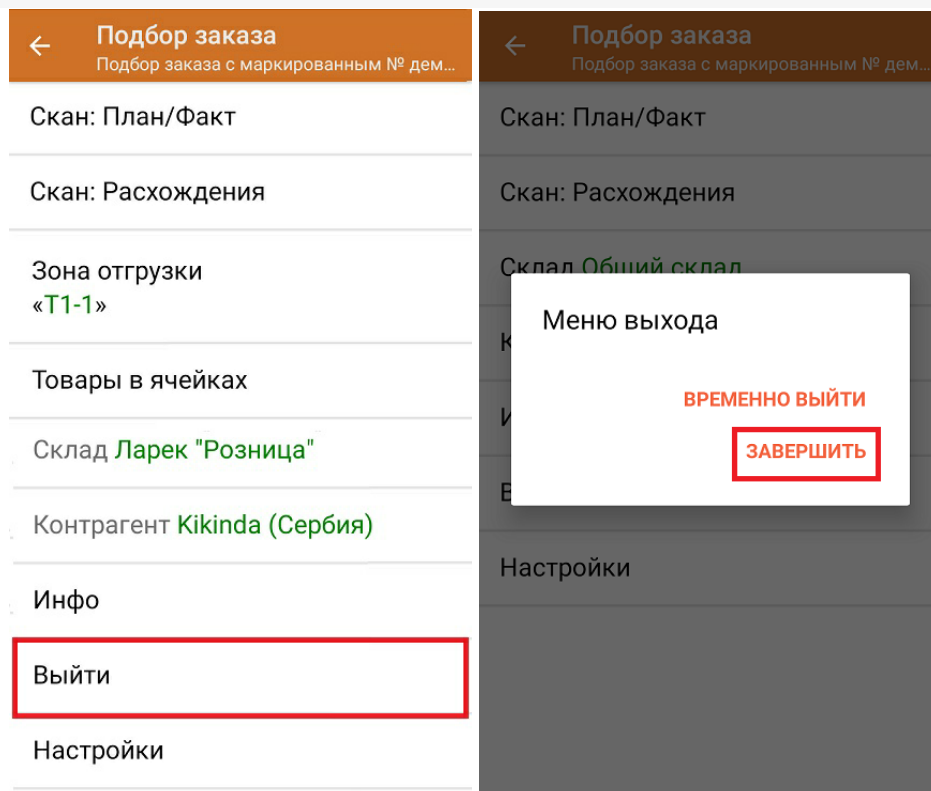 Подбор заказа
Подбор заказа с маркированным № дем...
Скан: План/Факт
Скан: Расхождения
Зона отгрузки
«Т1-1»
Товары в ячейках
Склад Ларек "Розница"
Контрагент Kikinda (Сербия)
Инфо
Выйти
Настройки
Подбор заказа
Подбор заказа с маркированным № дем...
Скан: План/Факт
Скан: Расхождения
Склад Общий склад
Меню выхода
ВРЕМЕННО ВЫЙТИ
ЗАВЕРШИТЬ
Настройки